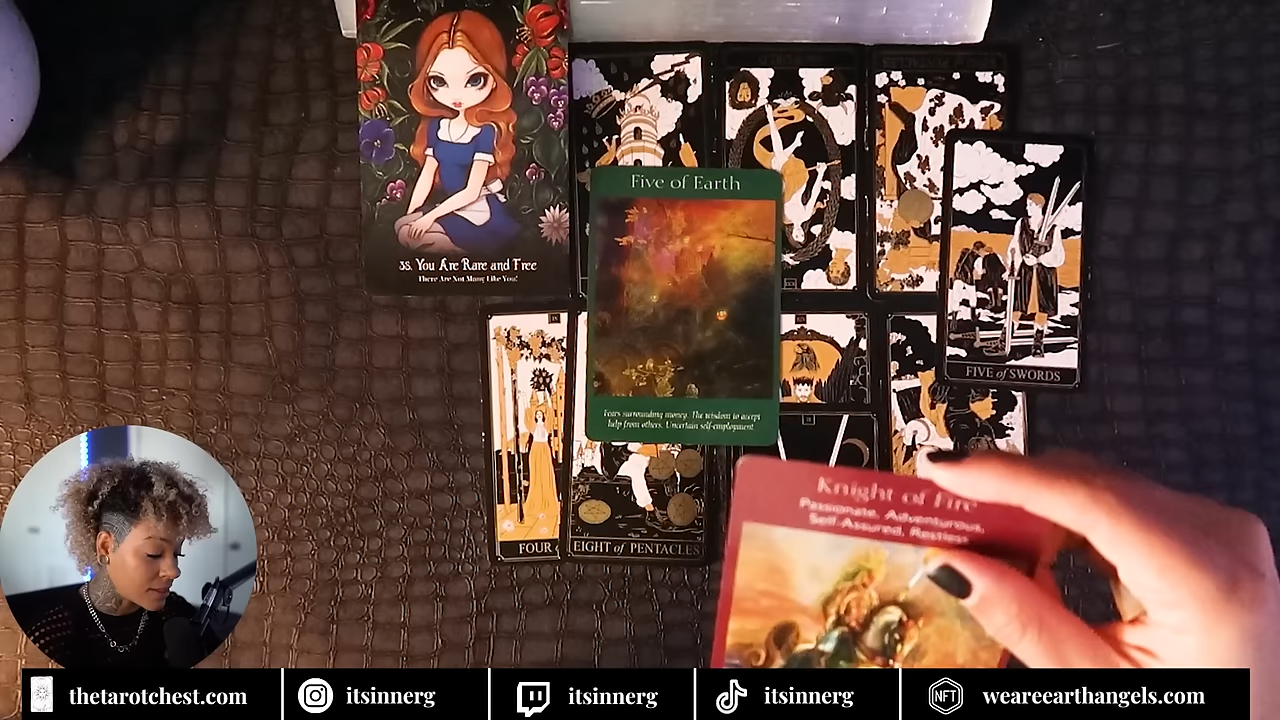 Five of Earth
38. You Are Rare and Free
There Are Not Many Like You!
Fears surrounding money. The wisdom to accept
help from others. Uncertain self-employment
FIVE of SWORDS
Knight of Fire
Passionate, Adventurous,
Self-Assured, Restless
FOUR
EIGHT of PENTACLES
thetarotchest.com
itsinnerg
itsinnerg
itsinnerg
NFT
weareearthangels.com